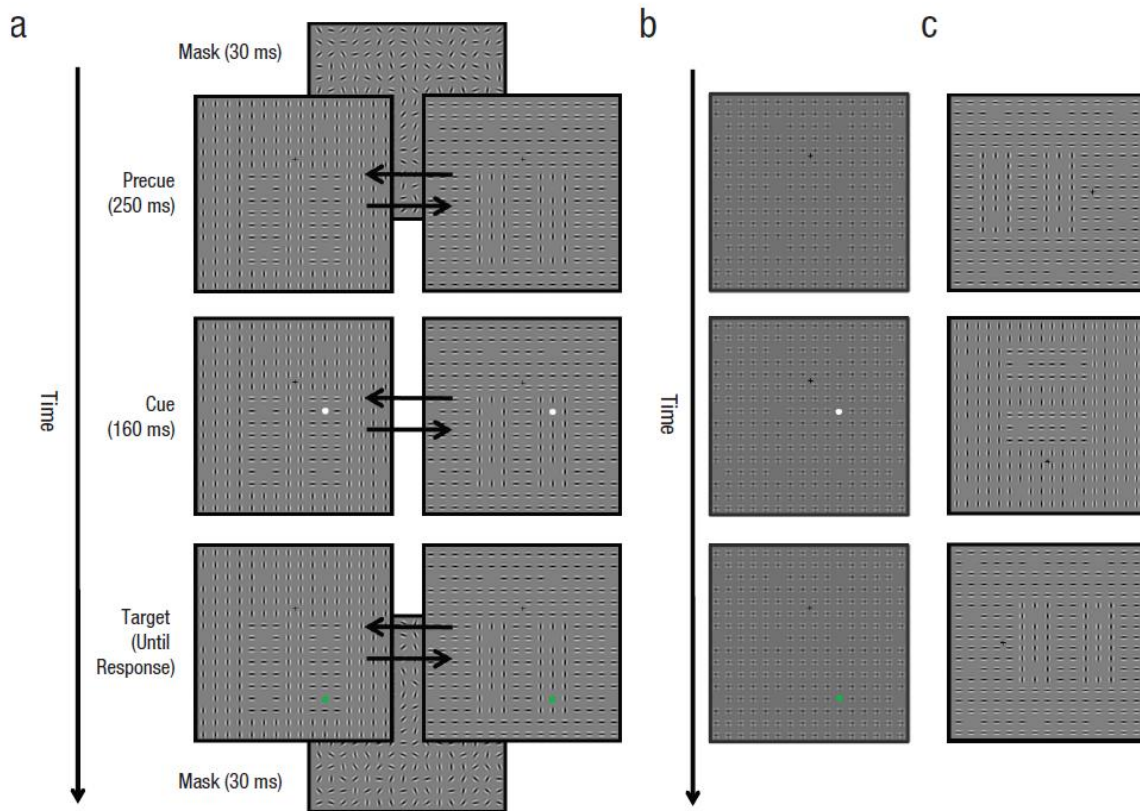 a
b
c
Mask (30 ms)
Precue
(250 ms)
Time
Cue
(160 ms)
Time
Target
(Until
Response)
Mask (30 ms)